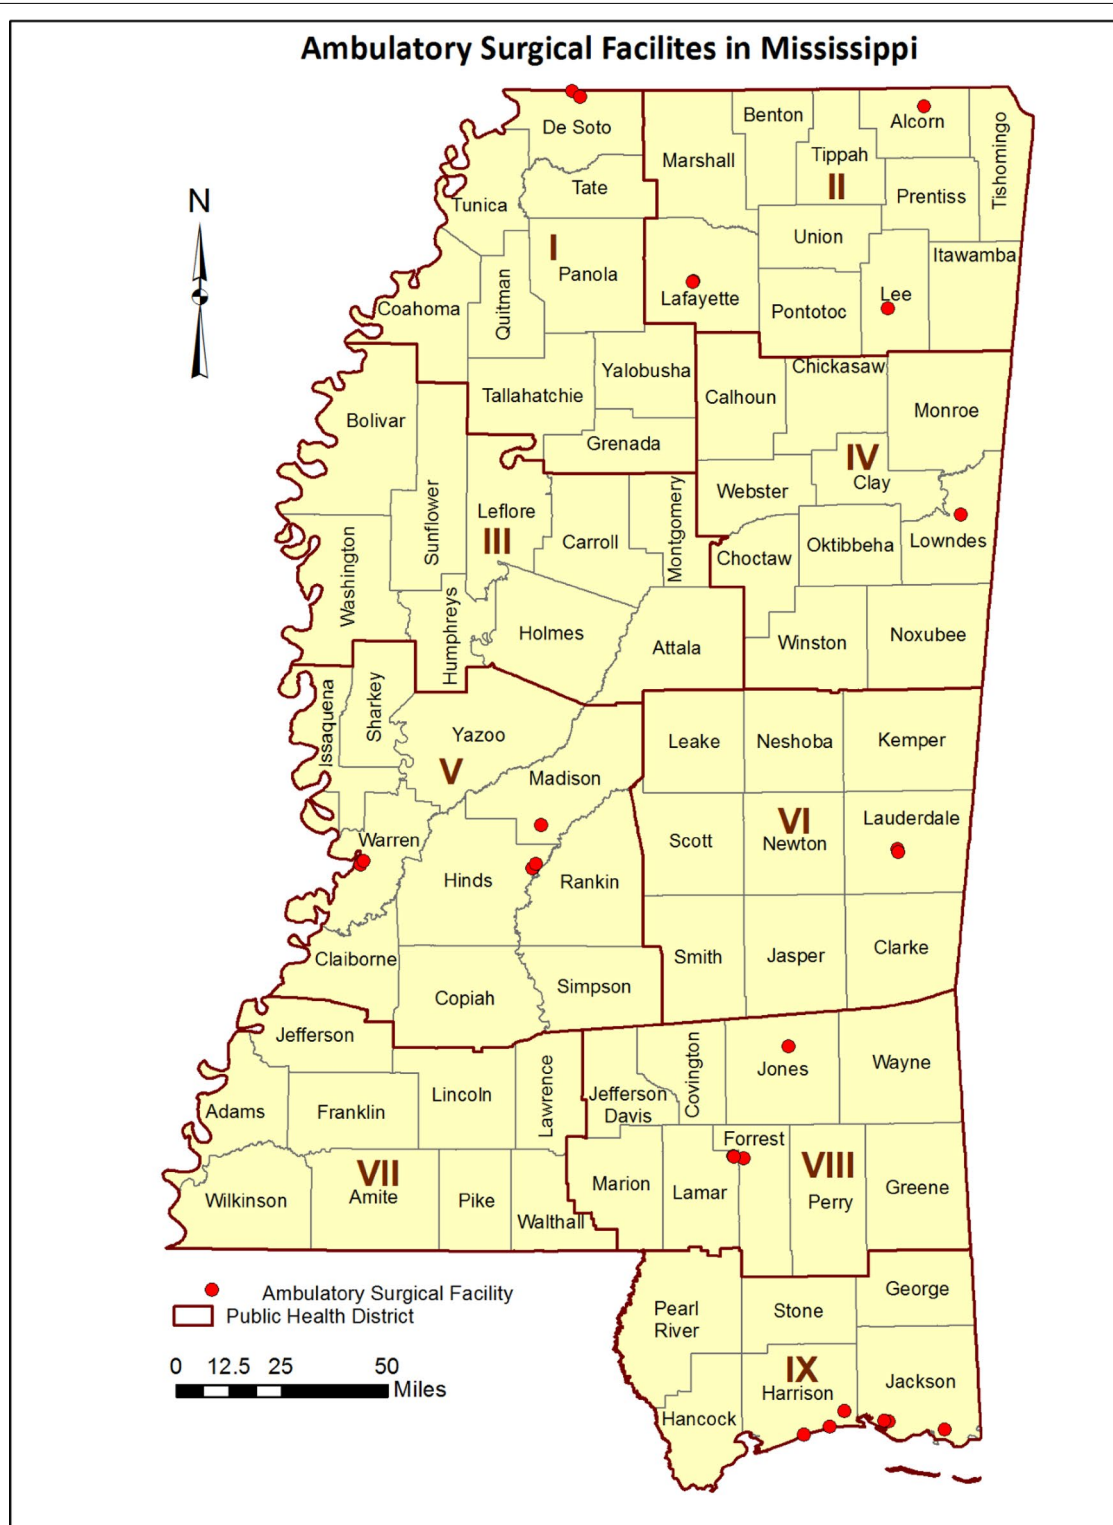 Ambulatory Surgical Facilites in Mississippi
N
De Soto
Benton
Alcorn
Tishomingo
Marshall
Tippah
II
Tate
Prentiss
Tunica
Union
I
Panola
Itawamba
Quitman
Coahoma
Lafayette
Pontotoc
Lee
Tallahatchie
Yalobusha
Chickasaw
Calhoun
Monroe
Bolivar
Grenada
IV
Clay
Webster
Sunflower
Leflore
III
Carroll
Montgomery
Choctaw
Oktibbeha
Lowndes
Washington
Humphreys
Holmes
Attala
Winston
Noxubee
Issaquena
Sharkey
Yazoo
Leake
Neshoba
Kemper
V
Madison
Warren
Hinds
Rankin
Scott
VI
Newton
Lauderdale
Claiborne
Copiah
Simpson
Smith
Jasper
Clarke
Jefferson
Lincoln
Lawrence
Jefferson
Davis
Covington
Jones
Wayne
Adams
Franklin
Forrest
VII
Amite
Wilkinson
Pike
Walthall
Marion
Lamar
VIII
Perry
Greene
Ambulatory Surgical Facility
Public Health District
Pearl
River
Stone
George
0 12.5 25 50
Miles
IX
Harrison
Jackson
Hancock